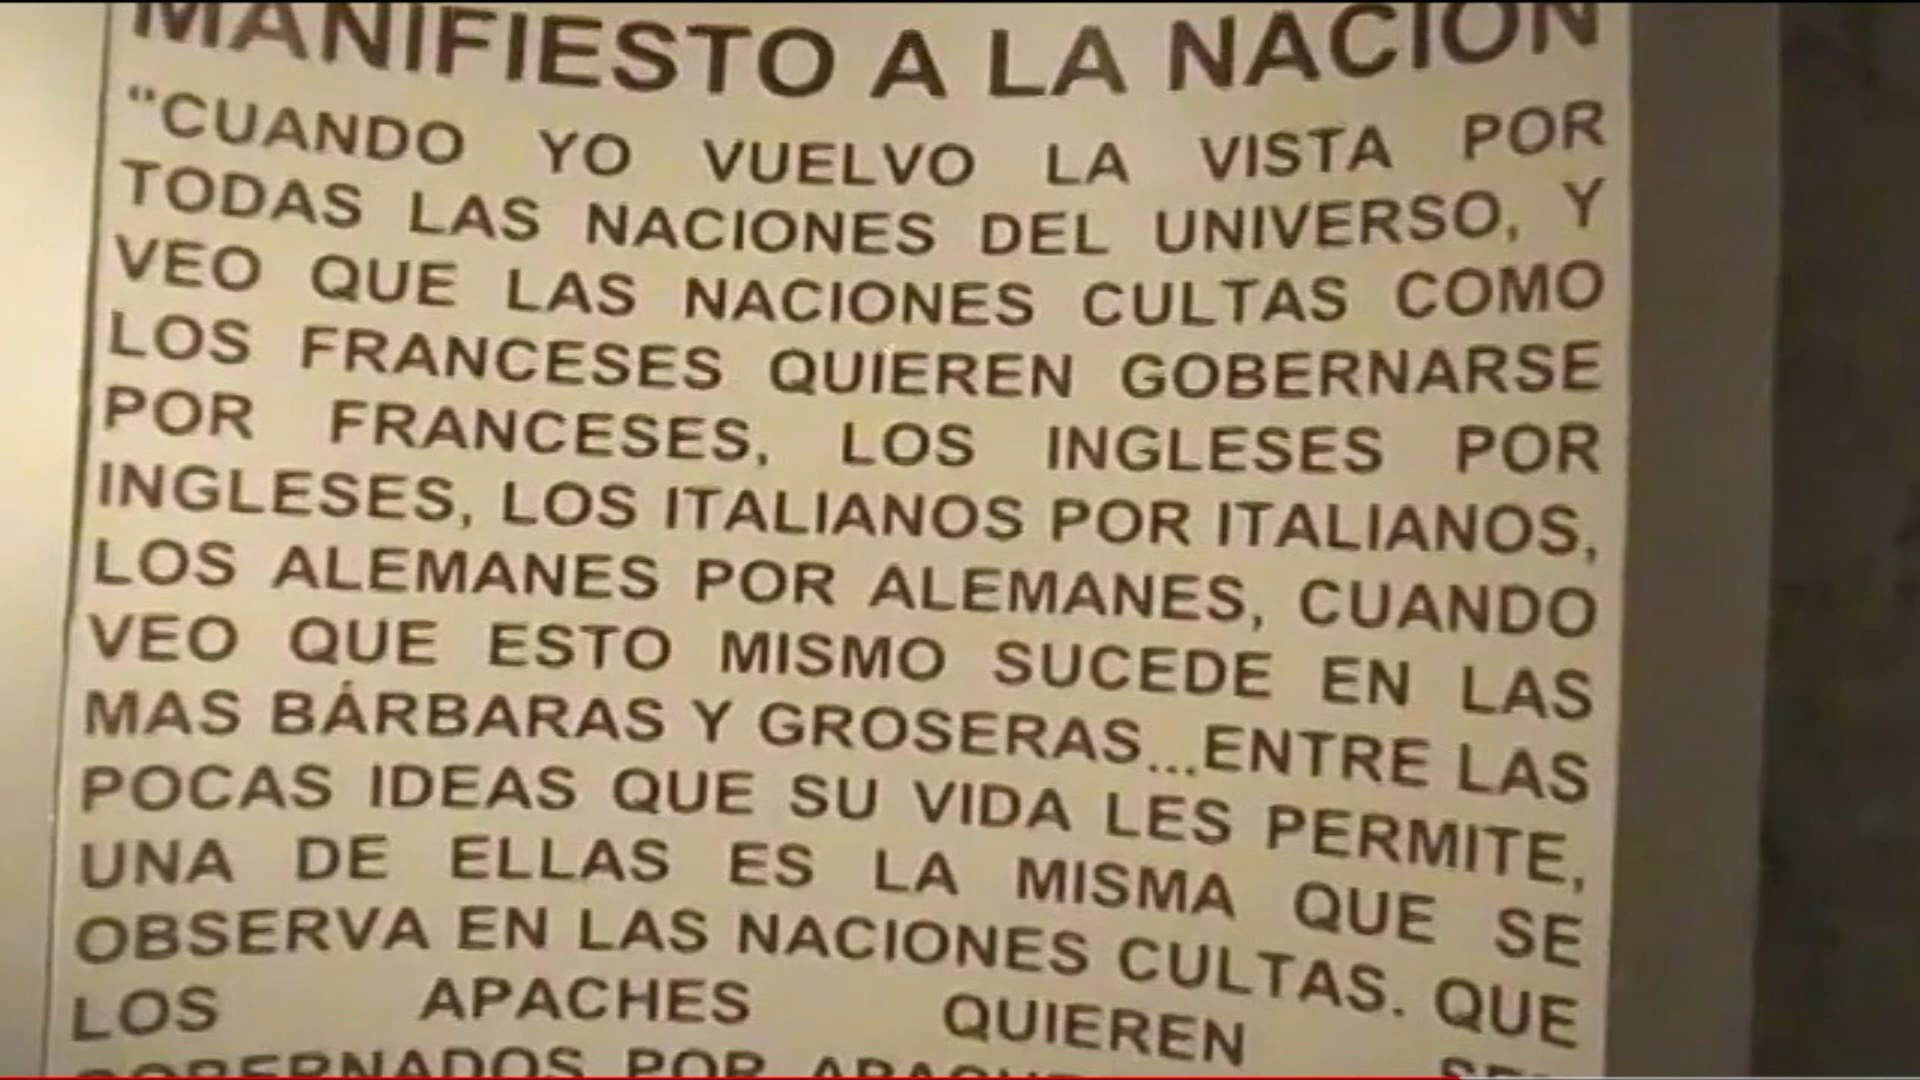 MANIFIESTO A LA NACIÓN
"CUANDO YO VUELVO LA VISTA POR
TODAS LAS NACIONES DEL UNIVERSO, Y
VEO QUE LAS NACIONES CULTAS COMO
LOS FRANCESES QUIEREN GOBERNARSE
POR FRANCESES, LOS INGLESES POR
INGLESES, LOS ITALIANOS POR ITALIANOS,
LOS ALEMANES POR ALEMANES, CUANDO
VEO QUE ESTO MISMO SUCEDE EN LAS
MAS BÁRBARAS Y GROSERAS...ENTRE LAS
POCAS IDEAS QUE SU VIDA LES PERMITE,
UNA DE ELLAS ES LA MISMA QUE SE
OBSERVA EN LAS NACIONES CULTAS. QUE
LOS APACHES QUIEREN SER
GOBERNADOS POR